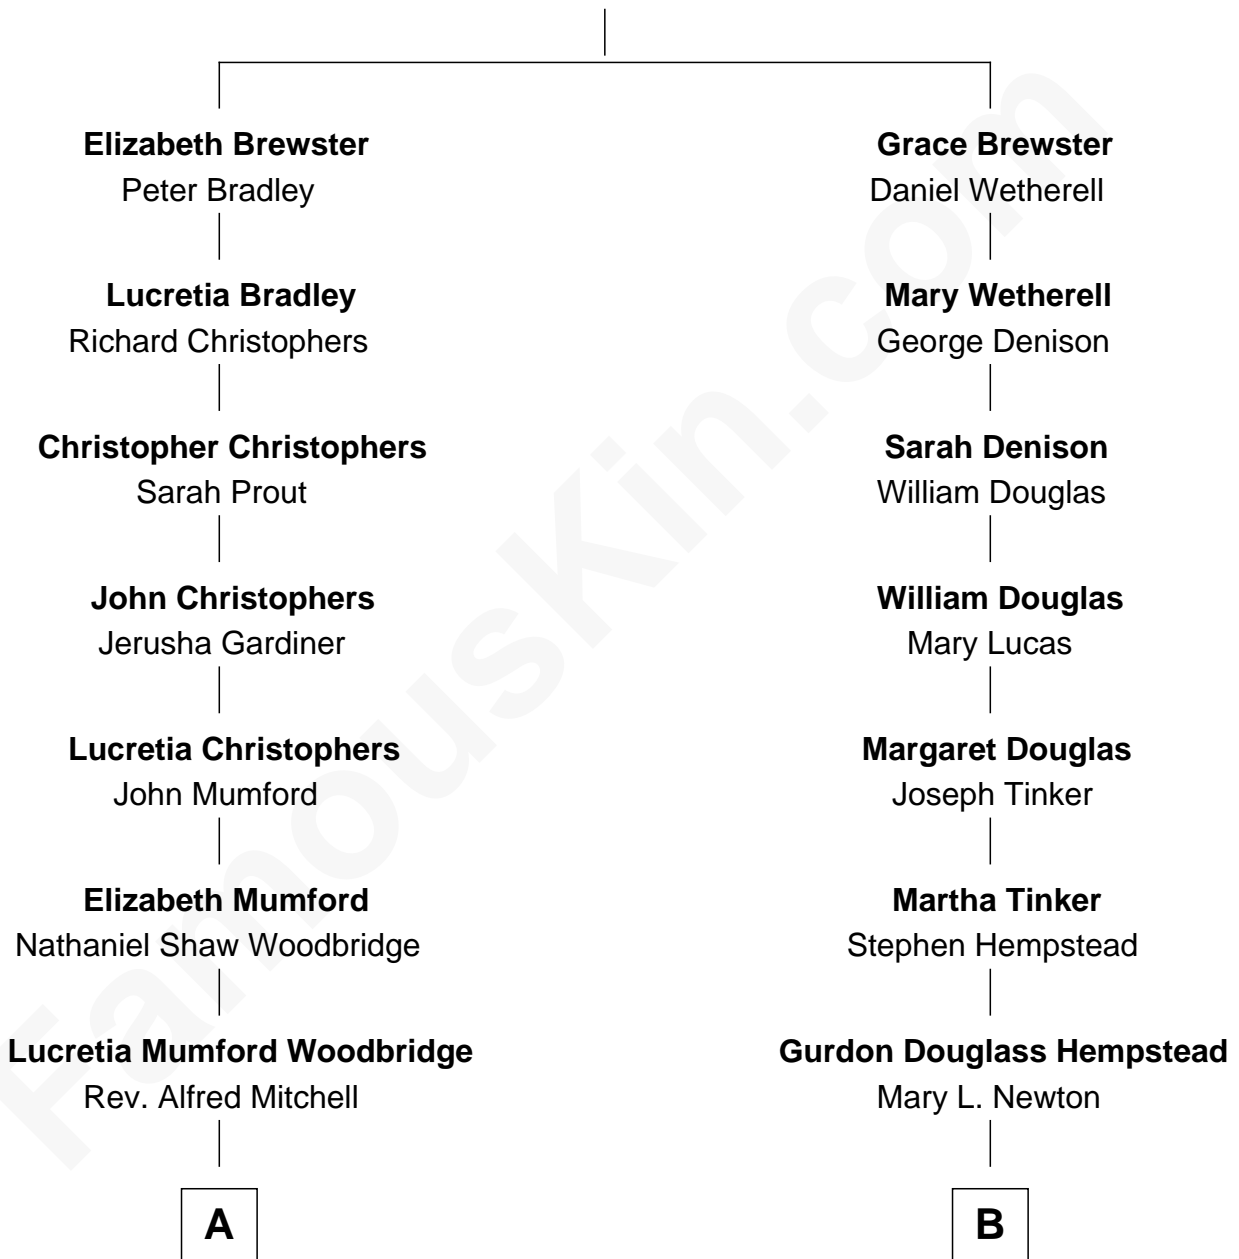 Elizabeth Brewster
Peter Bradley
Grace Brewster
Daniel Wetherell
Lucretia Bradley
Richard Christophers
Mary Wetherell
George Denison
Christopher Christophers
Sarah Prout
Sarah Denison
William Douglas
John Christophers
Jerusha Gardiner
William Douglas
Mary Lucas
Lucretia Christophers
John Mumford
Margaret Douglas
Joseph Tinker
Elizabeth Mumford
Nathaniel Shaw Woodbridge
Martha Tinker
Stephen Hempstead
Lucretia Mumford Woodbridge
Rev. Alfred Mitchell
Gurdon Douglass Hempstead
Mary L. Newton
A
B
FamousKin.com